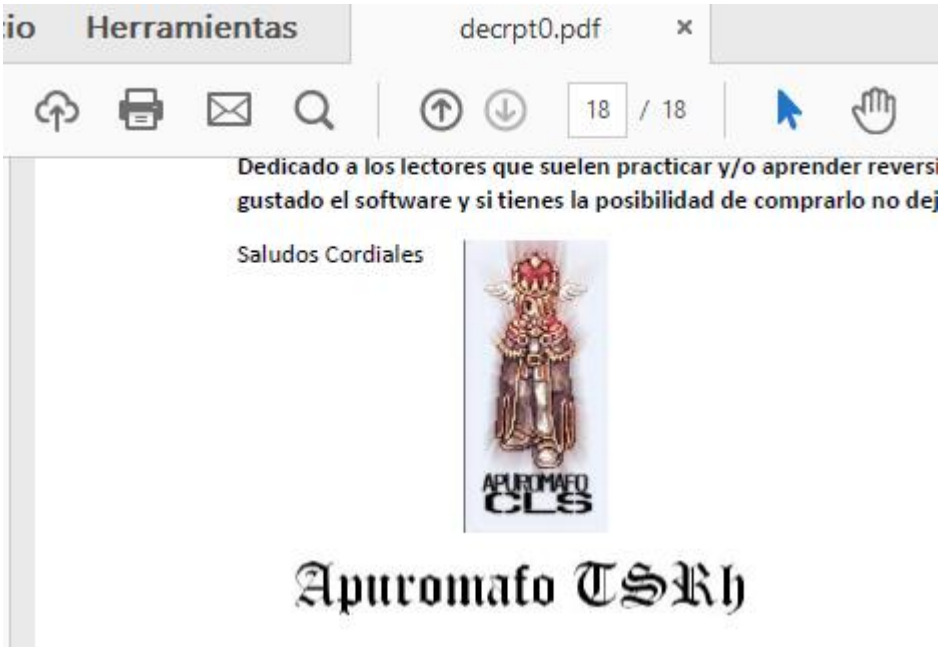 io Herramientas decrpt0.pdf ×
18 / 18
Dedicado a los lectores que suelen practicar y/o aprender reversi
gustado el software y si tienes la posibilidad de comprarlo no dej
Saludos Cordiales
APUROMAFO
CLS
Apuromafo TSRh